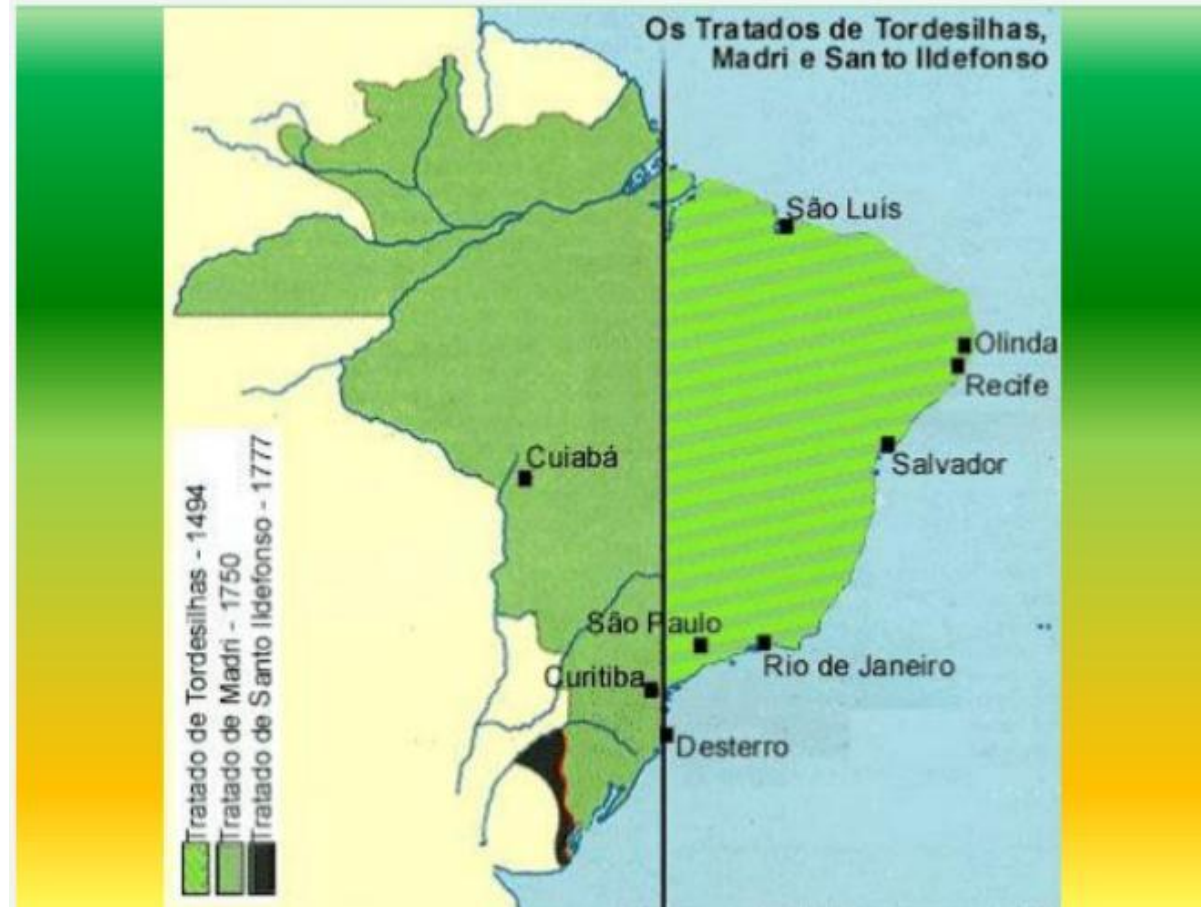 Os Tratados de Tordesilhas,
Madri e Santo Ildefonso
São Luís
Olinda
Recife
Salvador
Cuiabá
São Paulo
Rio de Janeiro
Curitiba
Desterro
Tratado de Tordesilhas - 1494
Tratado de Madri - 1750
Tratado de Santo Ildefonso - 1777